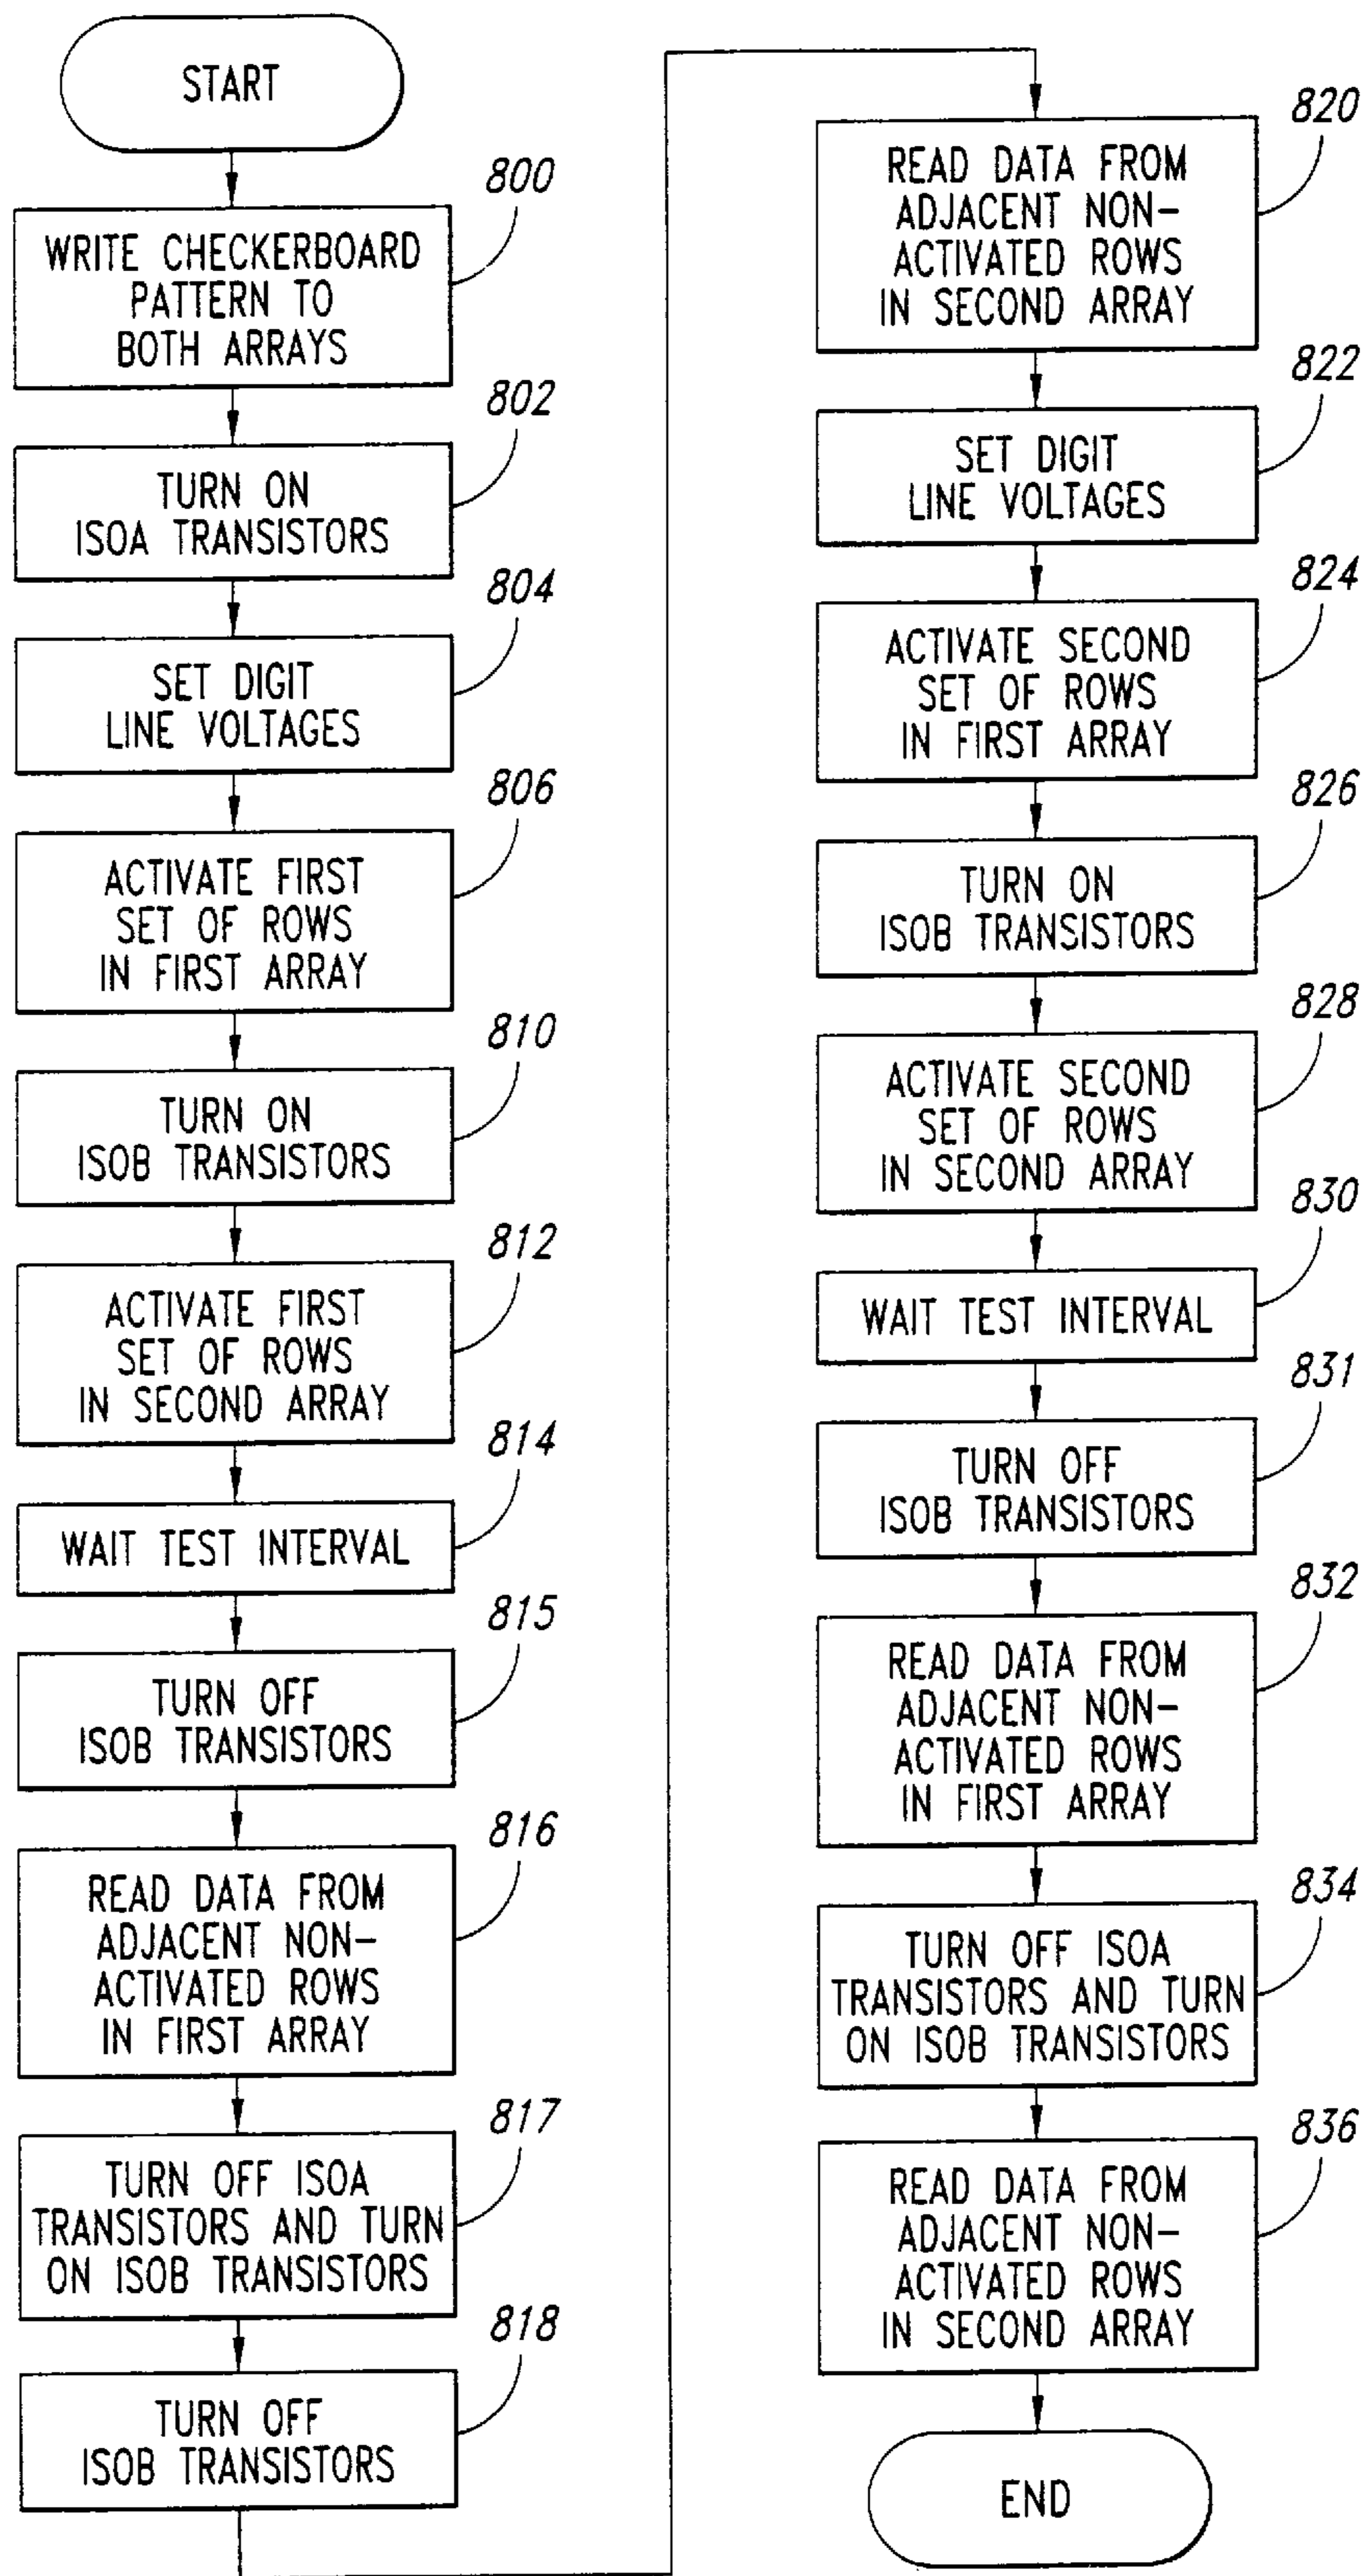 START
800
WRITE CHECKERBOARD
PATTERN TO
BOTH ARRAYS
802
TURN ON
ISOA TRANSISTORS
804
SET DIGIT
LINE VOLTAGES
806
ACTIVATE FIRST
SET OF ROWS
IN FIRST ARRAY
810
TURN ON
ISOB TRANSISTORS
812
ACTIVATE FIRST
SET OF ROWS
IN SECOND ARRAY
814
WAIT TEST INTERVAL
815
TURN OFF
ISOB TRANSISTORS
816
READ DATA FROM
ADJACENT NON-
ACTIVATED ROWS
IN FIRST ARRAY
817
TURN OFF ISOA
TRANSISTORS AND TURN
ON ISOB TRANSISTORS
818
TURN OFF
ISOB TRANSISTORS
820
READ DATA FROM
ADJACENT NON-
ACTIVATED ROWS
IN SECOND ARRAY
822
SET DIGIT
LINE VOLTAGES
824
ACTIVATE SECOND
SET OF ROWS
IN FIRST ARRAY
826
TURN ON
ISOB TRANSISTORS
828
ACTIVATE SECOND
SET OF ROWS
IN SECOND ARRAY
830
WAIT TEST INTERVAL
831
TURN OFF
ISOB TRANSISTORS
832
READ DATA FROM
ADJACENT NON-
ACTIVATED ROWS
IN FIRST ARRAY
834
TURN OFF ISOA
TRANSISTORS AND TURN
ON ISOB TRANSISTORS
836
READ DATA FROM
ADJACENT NON-
ACTIVATED ROWS
IN SECOND ARRAY
END